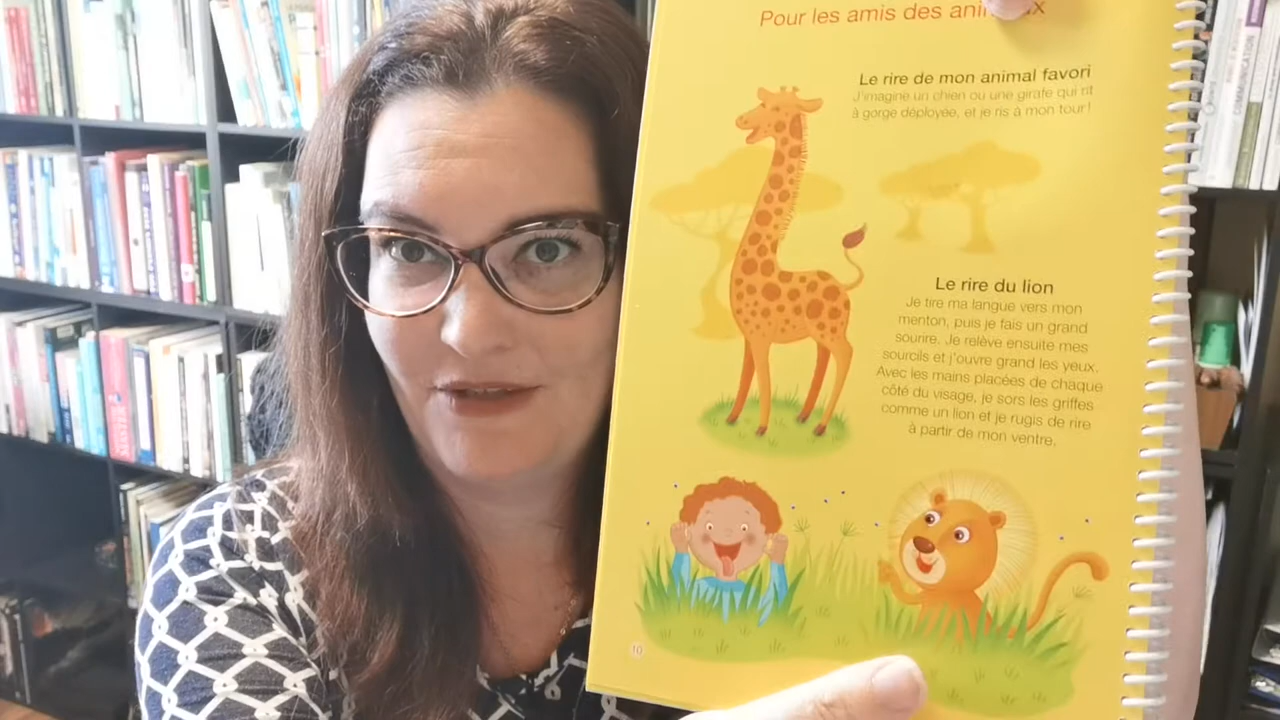 Pour les amis des
Le rire de mon animal favori
J'imagine un chien ou une girafe qui rit
à gorge déployée, et je ris à mon tour!
Le rire du lion
Je tire ma langue vers mon
menton, puis je fais un grand
sourire. Je relève ensuite mes
sourcils et j'ouvre grand les yeux.
Avec les mains placées de chaque
côté du visage, je sors les griffes
comme un lion et je rugis de rire
à partir de mon ventre.
10